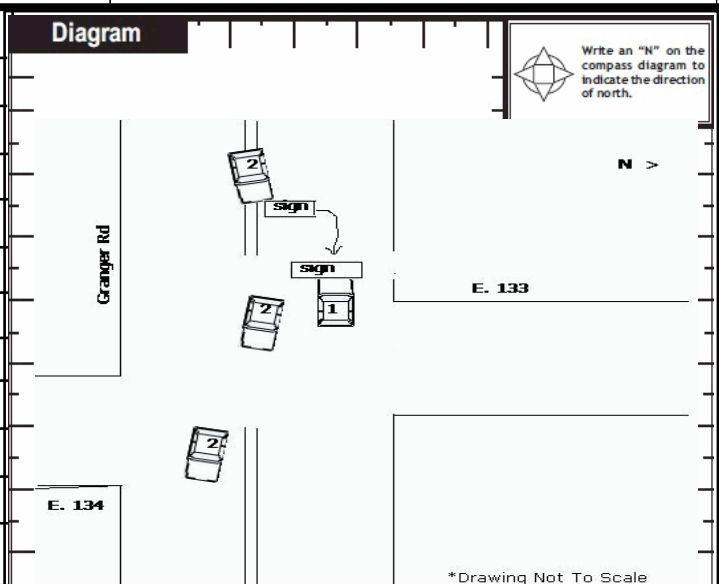 Diagram
Write an “N” on the
compass diagram to
indicate the direction
of north.
2
N >
sign
Granger Rd
sign
E. 133
2
1
2
E. 134
*Drawing Not To Scale